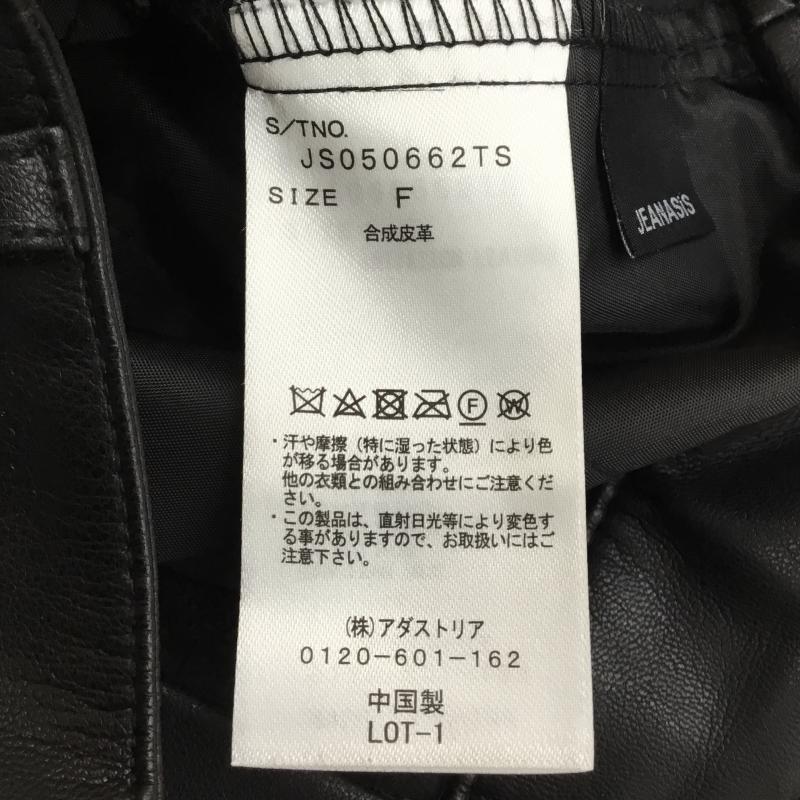 S/TNO.
JS050662TS
SIZE F
合成皮革
JEANASiS
F
W
・汗や摩擦（特に湿った状態）により色
が移る場合があります。
他の衣類との組み合わせにご注意くだ
さい。
・この製品は、直射日光等により変色す
る事がありますので、お取扱いにはご
注意下さい。
(株)アダストリア
0120-601-162
中国製
LOT-1